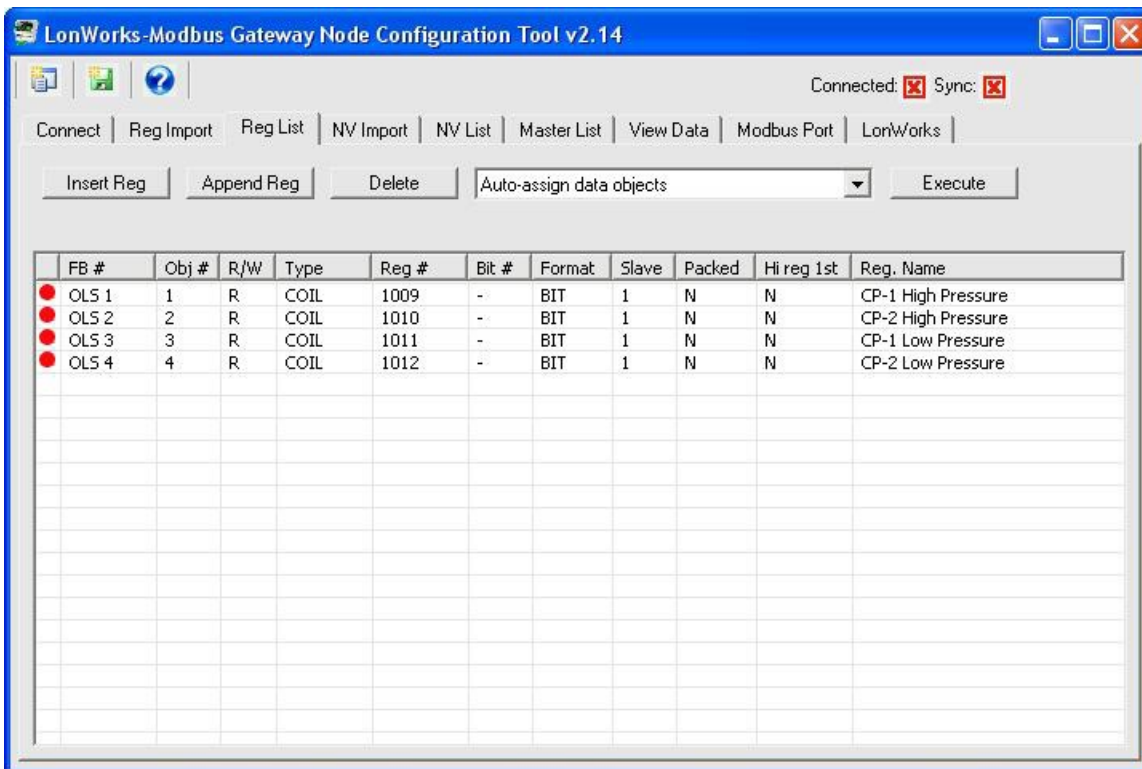 LonWorks-Modbus Gateway Node Configuration Tool v2.14
Connected: Sync:
Connect Reg Import Reg List NV Import NV List Master List View Data Modbus Port LonWorks
Insert Reg Append Reg Delete Auto-assign data objects Execute
FB # Obj # R/W Type Reg # Bit # Format Slave Packed Hi reg 1st Reg. Name
OLS 1 1 R COIL 1009 - BIT 1 N N CP-1 High Pressure
OLS 2 2 R COIL 1010 - BIT 1 N N CP-2 High Pressure
OLS 3 3 R COIL 1011 - BIT 1 N N CP-1 Low Pressure
OLS 4 4 R COIL 1012 - BIT 1 N N CP-2 Low Pressure